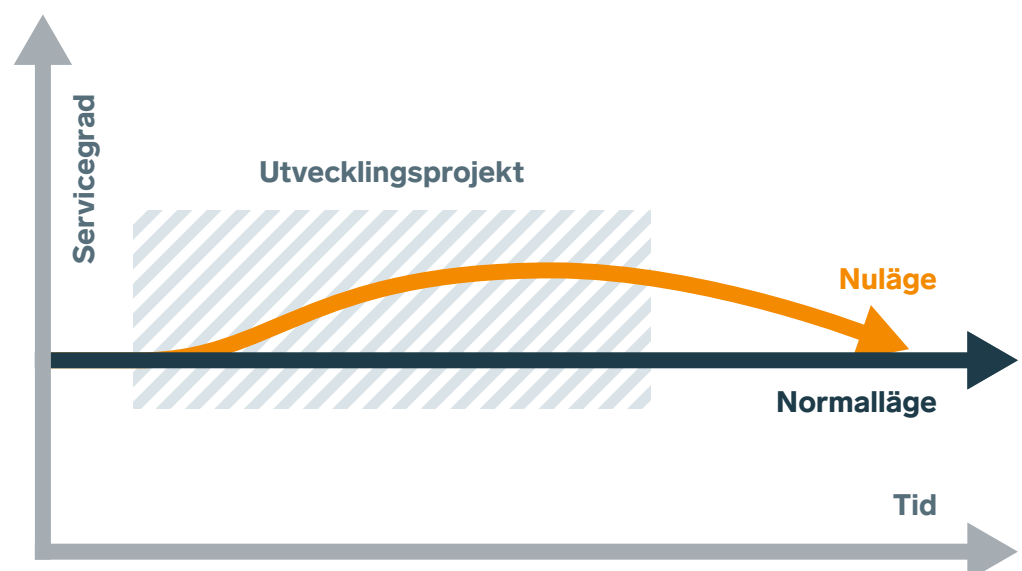 Servicegrad
Utvecklingsprojekt
Nuläge
Normalläge
Tid